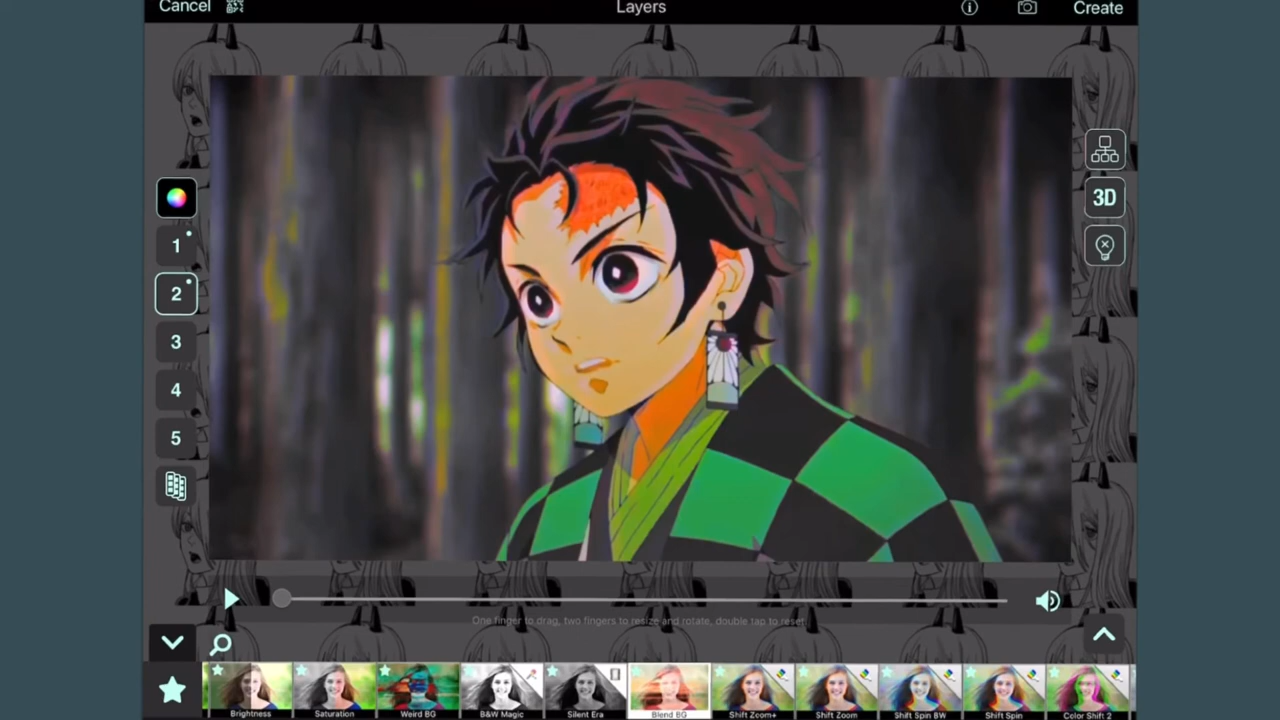 Cancel
Layers
Create
1
2
3
4
5
3D
One finger to drag, two fingers to resize and rotate, double tap to reset.
Brightness
Saturation
Weird BG
B&W Magic
Silent Era
Blend BG
Shift Zoom+
Shift Zoom
Shift Spin BW
Shift Spin
Color Shift 2